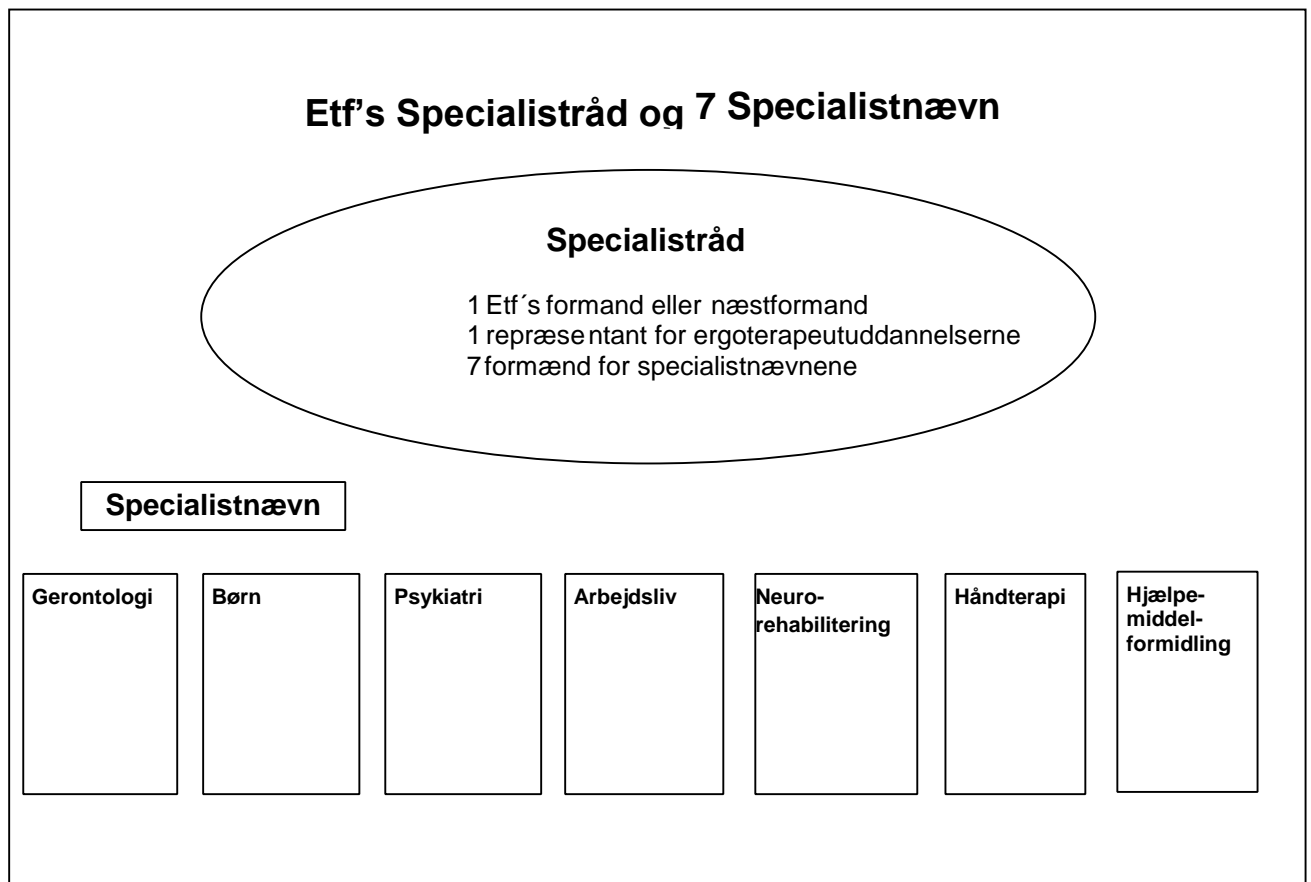 Etf's Specialistråd og 7 Specialistnævn
Specialistråd
1 Etf´s formand eller næstformand
1 repræsentant for ergoterapeutuddannelserne
7 formænd for specialistnævnene
Specialistnævn
Gerontologi
Børn
Psykiatri
Arbejdsliv
Neuro-
rehabilitering
Håndterapi
Hjælpe-
middel-
formidling